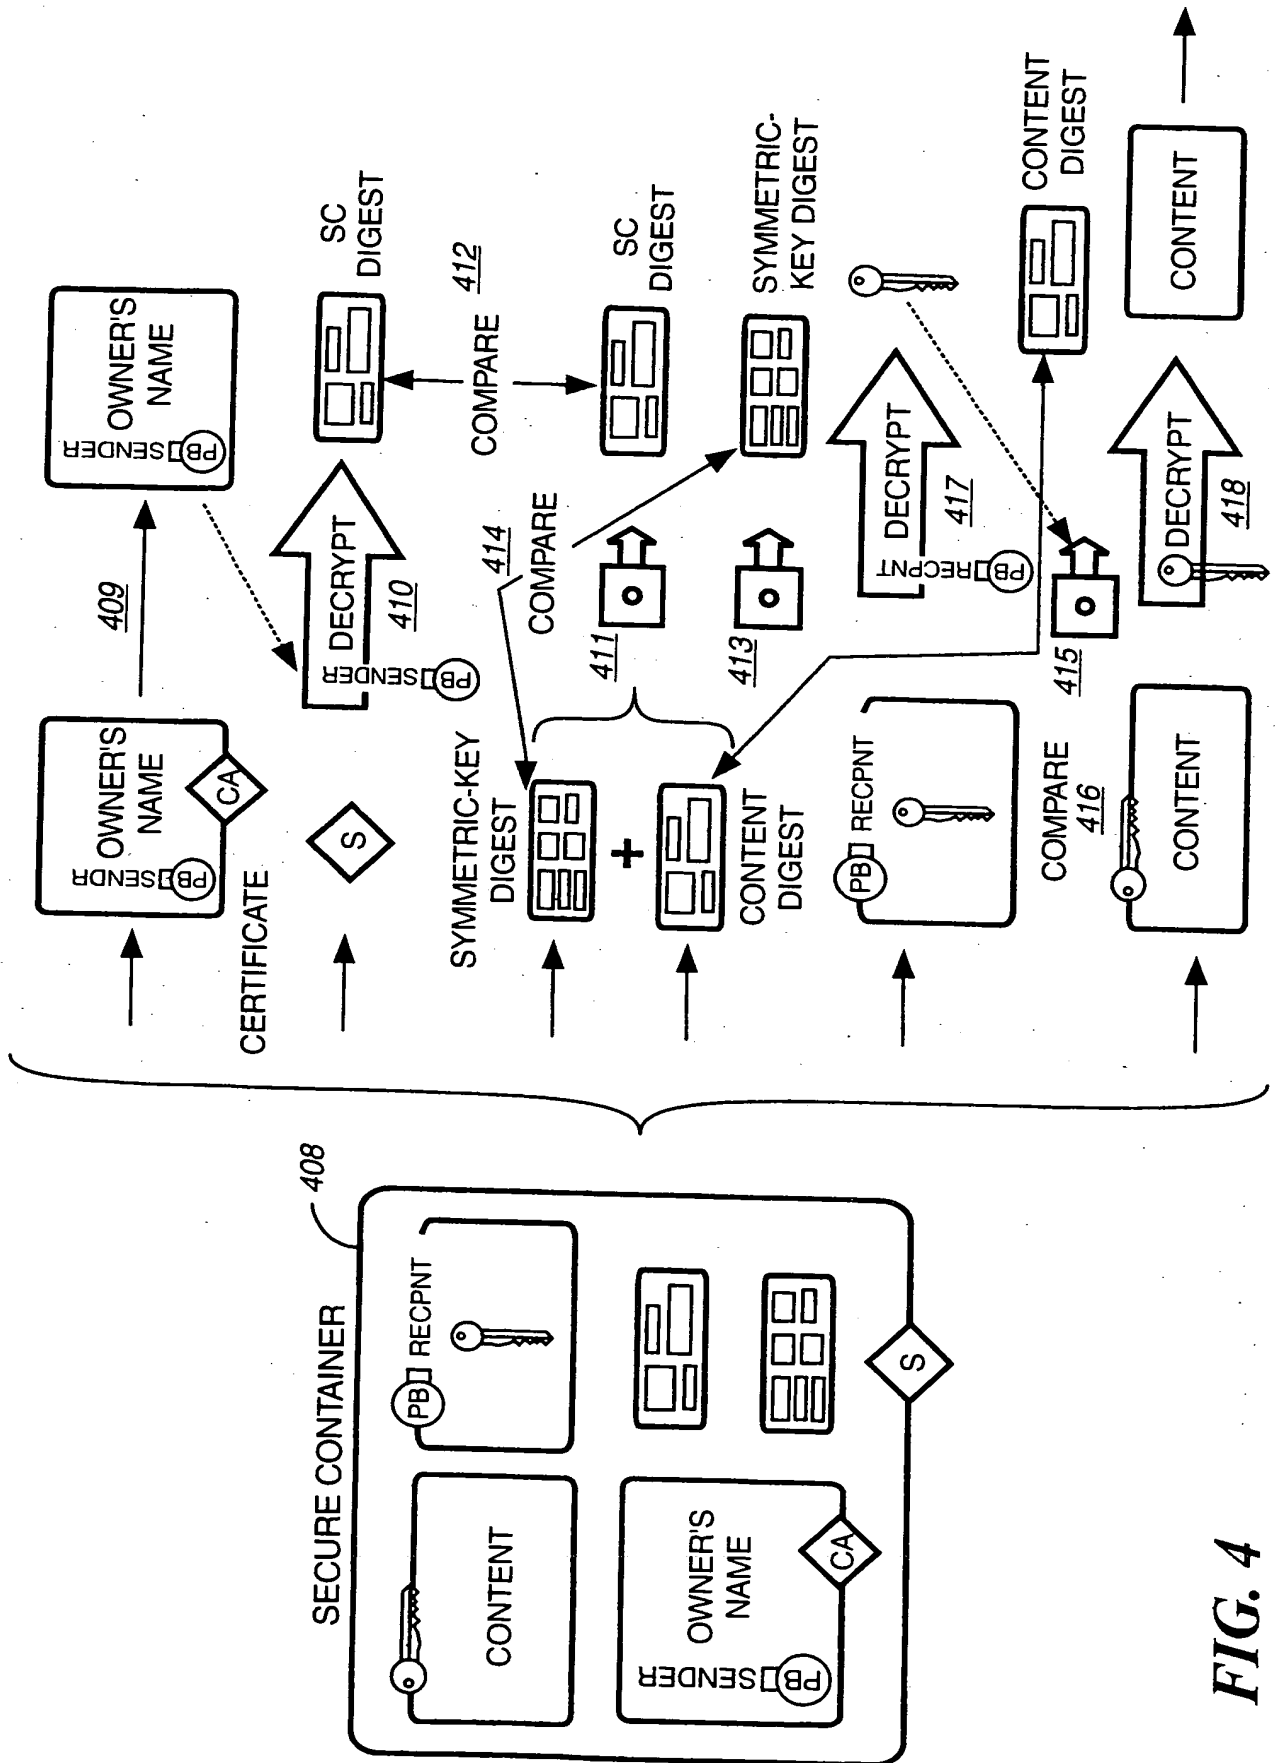 SECURE CONTAINER
408
CONTENT
PB
RECPNT
OWNER'S
NAME
SENDER
PB
CA
S
OWNER'S
NAME
SENDR
PB
CA
CERTIFICATE
409
OWNER'S
NAME
SENDER
PB
S
DECRYPT
SENDER
PB
410
SC
DIGEST
COMPARE
412
SYMMETRIC-KEY
DIGEST
+
CONTENT
DIGEST
414
COMPARE
411
SC
DIGEST
413
SYMMETRIC-
KEY DIGEST
PB
RECPNT
DECRYPT
RECPNT
PB
417
COMPARE
416
415
CONTENT
DIGEST
CONTENT
DECRYPT
418
CONTENT
FIG. 4